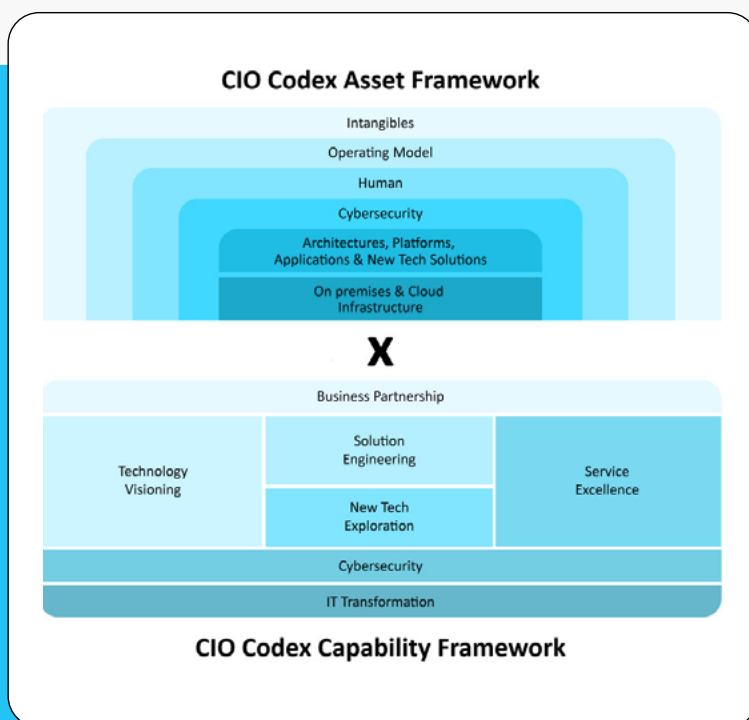 CIO Codex Asset Framework
Intangibles
Operating Model
Human
Cybersecurity
Architectures, Platforms,
Applications & New Tech Solutions
On premises & Cloud
Infrastructure
X
Business Partnership
Technology
Visioning
Solution
Engineering
New Tech
Exploration
Service
Excellence
Cybersecurity
IT Transformation
CIO Codex Capability Framework